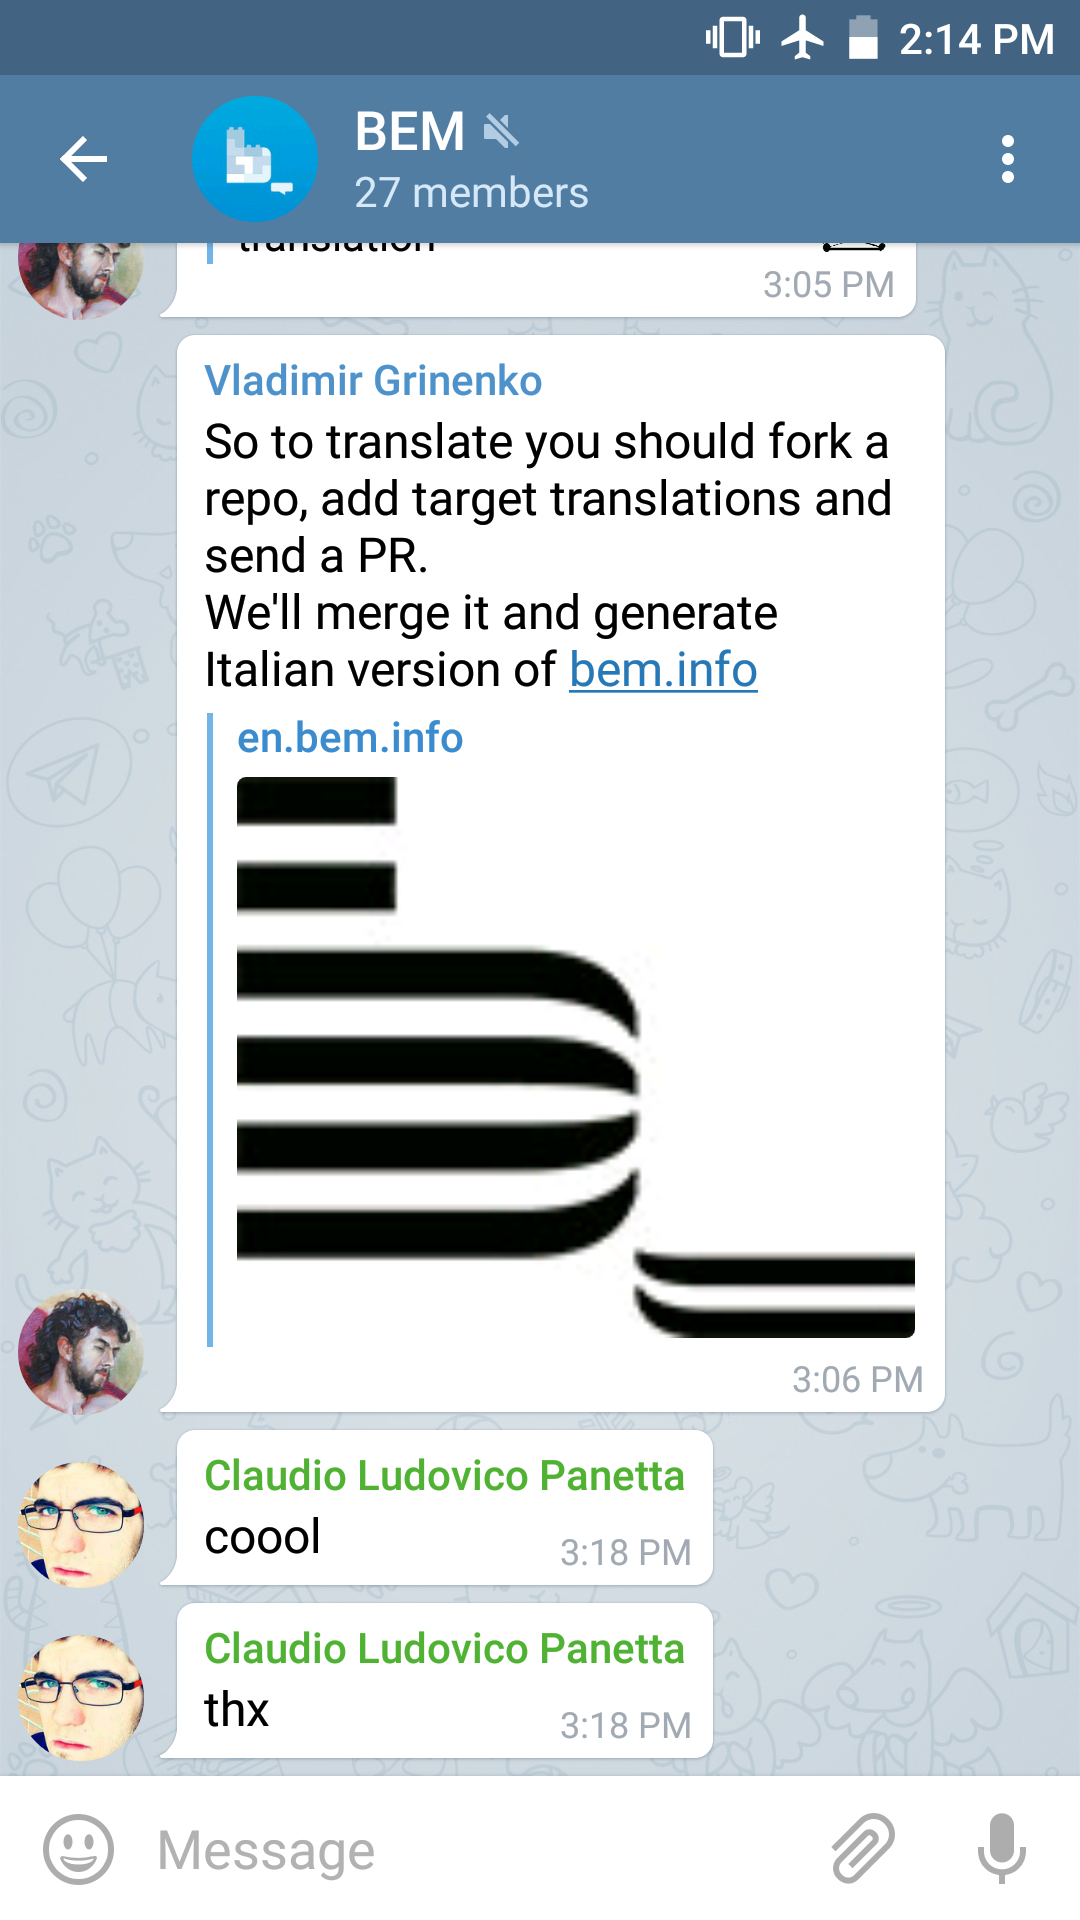 2:14 PM
BEM
27 members
translation
3:05 PM
Vladimir Grinenko
So to translate you should fork a
repo, add target translations and
send a PR.
We'll merge it and generate
Italian version of bem.info
en.bem.info
3:06 PM
Claudio Ludovico Panetta
coool
3:18 PM
Claudio Ludovico Panetta
thx
3:18 PM
Message